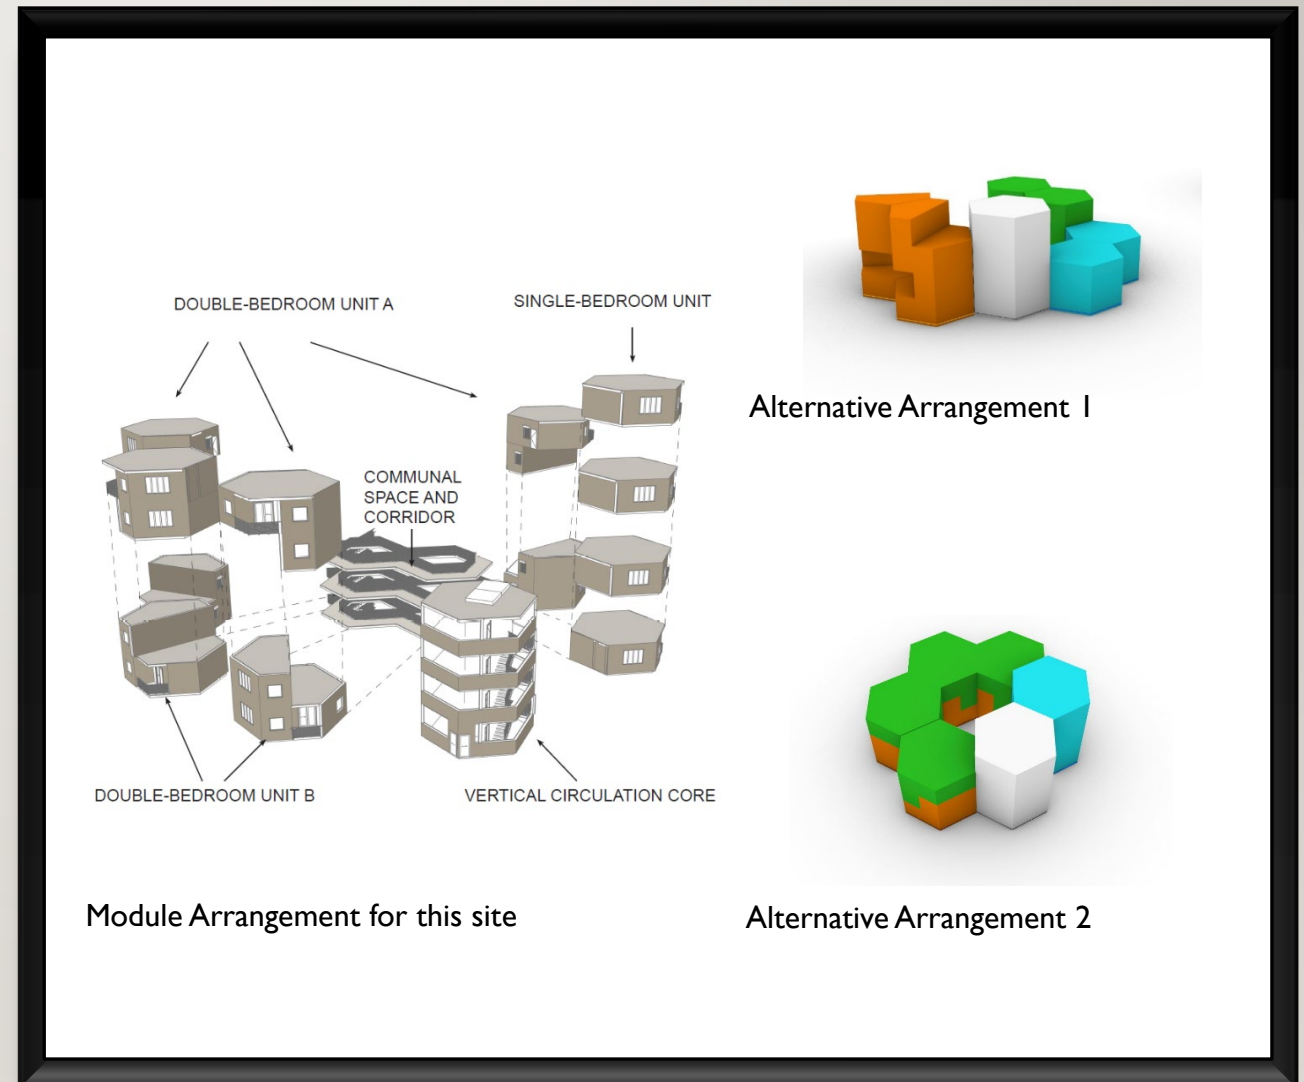 DOUBLE-BEDROOM UNIT A
SINGLE-BEDROOM UNIT
COMMUNAL
SPACE AND
CORRIDOR
DOUBLE-BEDROOM UNIT B
VERTICAL CIRCULATION CORE
Module Arrangement for this site
Alternative Arrangement 1
Alternative Arrangement 2